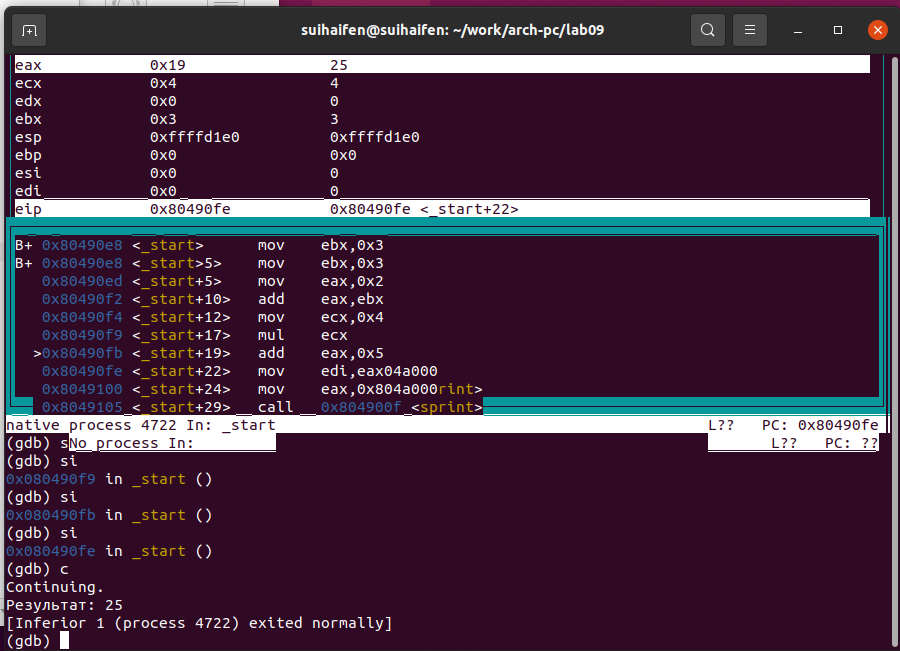 suihaifen@suihaifen: ~/work/arch-pc/lab09
eax 0x19 25
ecx 0x4 4
edx 0x0 0
ebx 0x3 3
esp 0xffffd1e0 0xffffd1e0
ebp 0x0 0x0
esi 0x0 0
edi 0x0 0
eip 0x80490fe 0x80490fe <_start+22>
B+ 0x80490e8 <_start> mov ebx,0x3
B+ 0x80490e8 <_start>5> mov ebx,0x3
0x80490ed <_start+5> mov eax,0x2
0x80490f2 <_start+10> add eax,ebx
0x80490f4 <_start+12> mov ecx,0x4
0x80490f9 <_start+17> mul ecx
>0x80490fb <_start+19> add eax,0x5
0x80490fe <_start+22> mov edi,eax04a000
0x8049100 <_start+24> mov eax,0x804a000rint>
0x8049105 <_start+29> call 0x804900f <sprint>
native process 4722 In: _start L?? PC: 0x80490fe
(gdb) sNo process In: L?? PC: ??
(gdb) si
0x080490f9 in _start ()
(gdb) si
0x080490fb in _start ()
(gdb) si
0x080490fe in _start ()
(gdb) c
Continuing.
Результат: 25
[Inferior 1 (process 4722) exited normally]
(gdb)